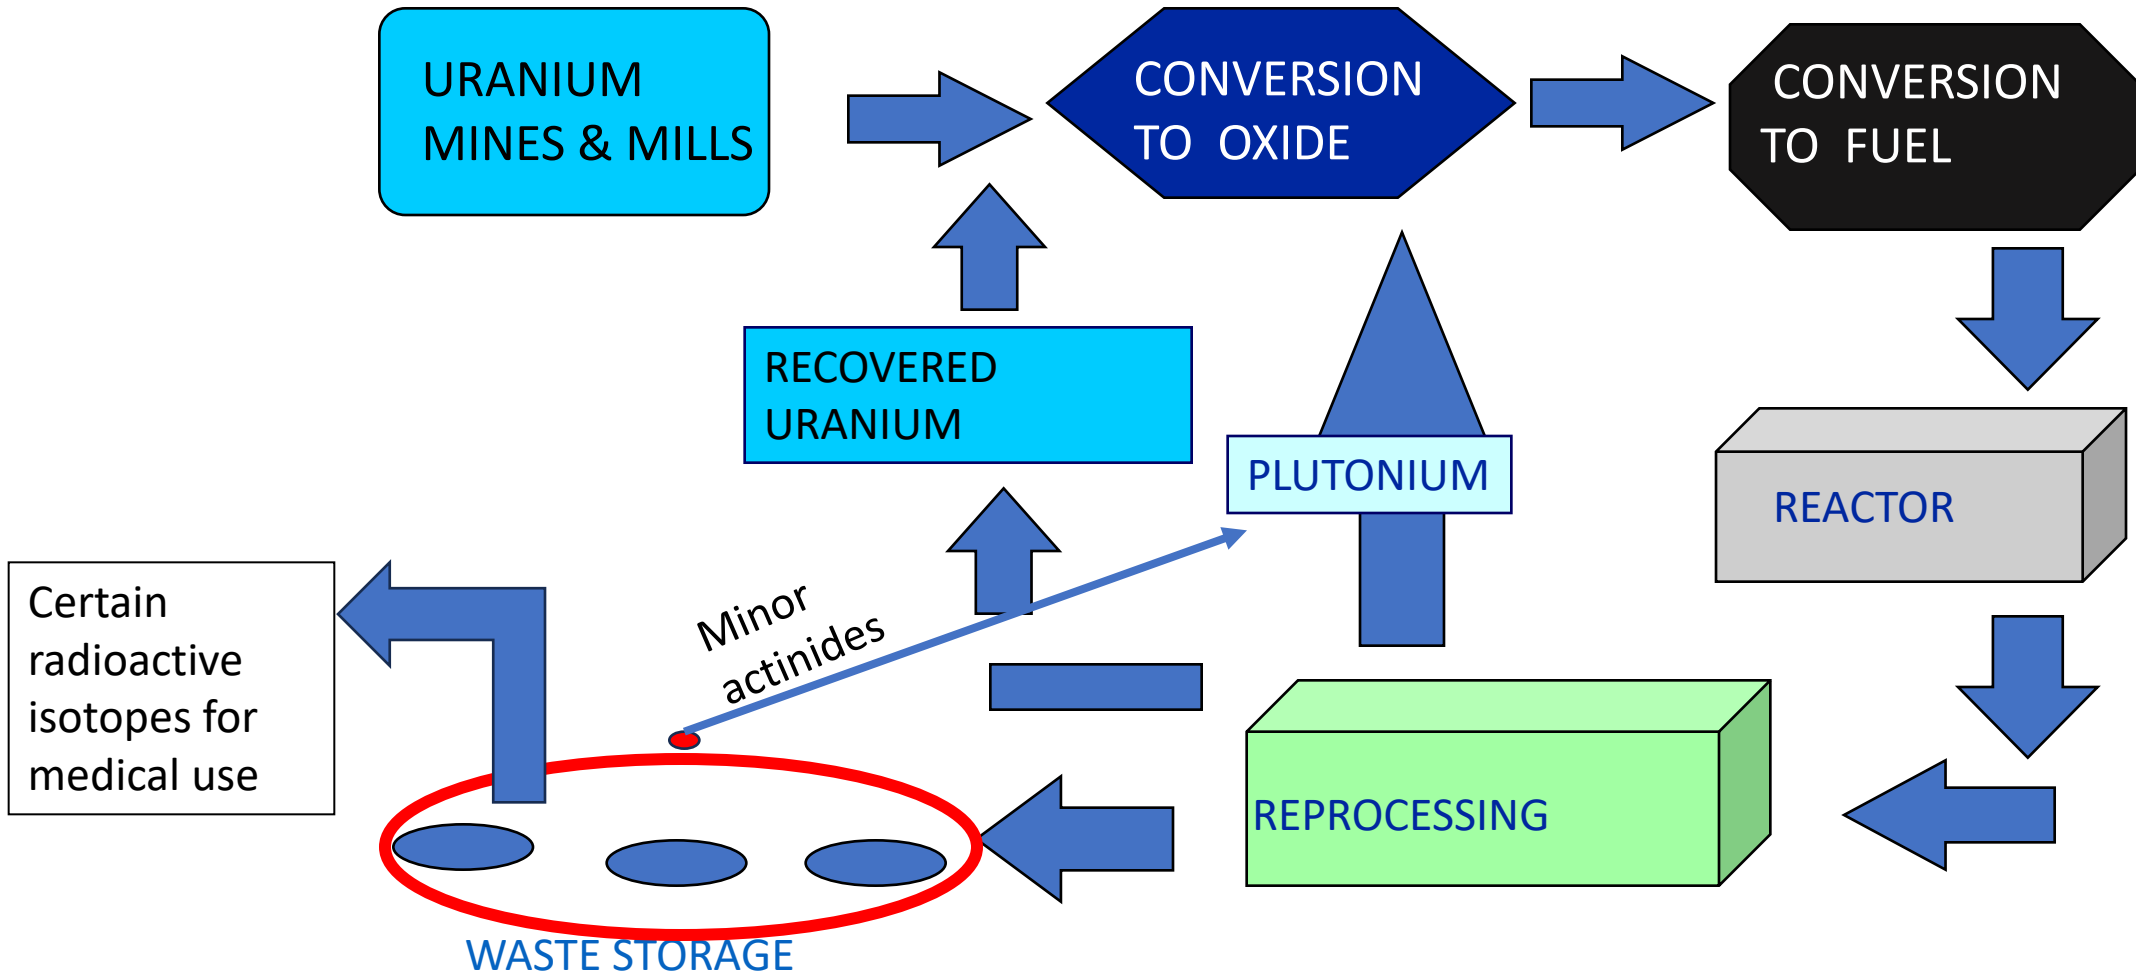 URANIUM
MINES & MILLS
CONVERSION
TO OXIDE
CONVERSION
TO FUEL
RECOVERED
URANIUM
PLUTONIUM
REACTOR
Certain
radioactive
isotopes for
medical use
Minor
actinides
REPROCESSING
WASTE STORAGE